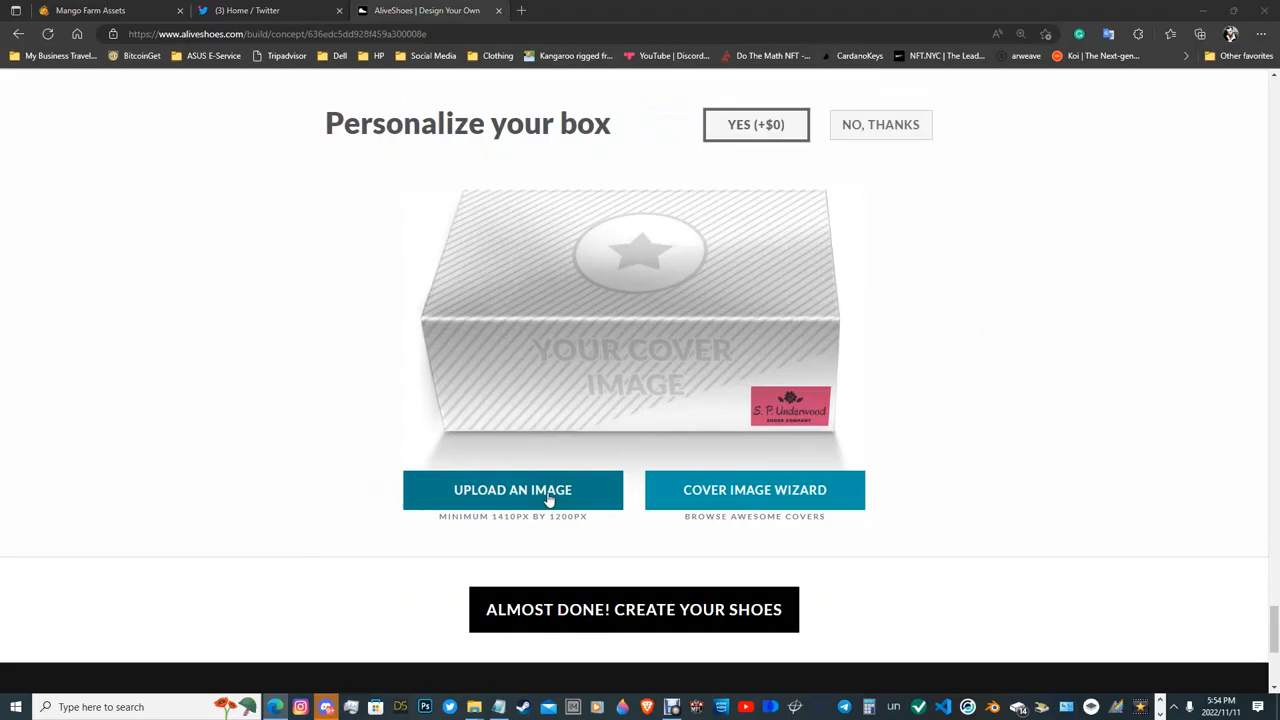 Mango Farm Assets
(3) Home / Twitter
AliveShoes | Design Your Own
https://www.aliveshoes.com/build/concept/636edc5dd928f459a300008e
My Business Travel...
BitcoinGet
ASUS E-Service
Tripadvisor
Dell
HP
Social Media
Clothing
Kangaroo rigged fr...
YouTube | Discord...
Do The Math NFT -...
CardanoKeys
NFT.NYC | The Lead...
arweave
Koi | The Next-gen...
Other favorites
Personalize your box
YES (+$0)
NO, THANKS
YOUR COVER
IMAGE
S. P. Underwood
UPLOAD AN IMAGE
COVER IMAGE WIZARD
MINIMUM 1410PX BY 1200PX
BROWSE AWESOME COVERS
ALMOST DONE! CREATE YOUR SHOES
Type here to search
5:54 PM
2022/11/11